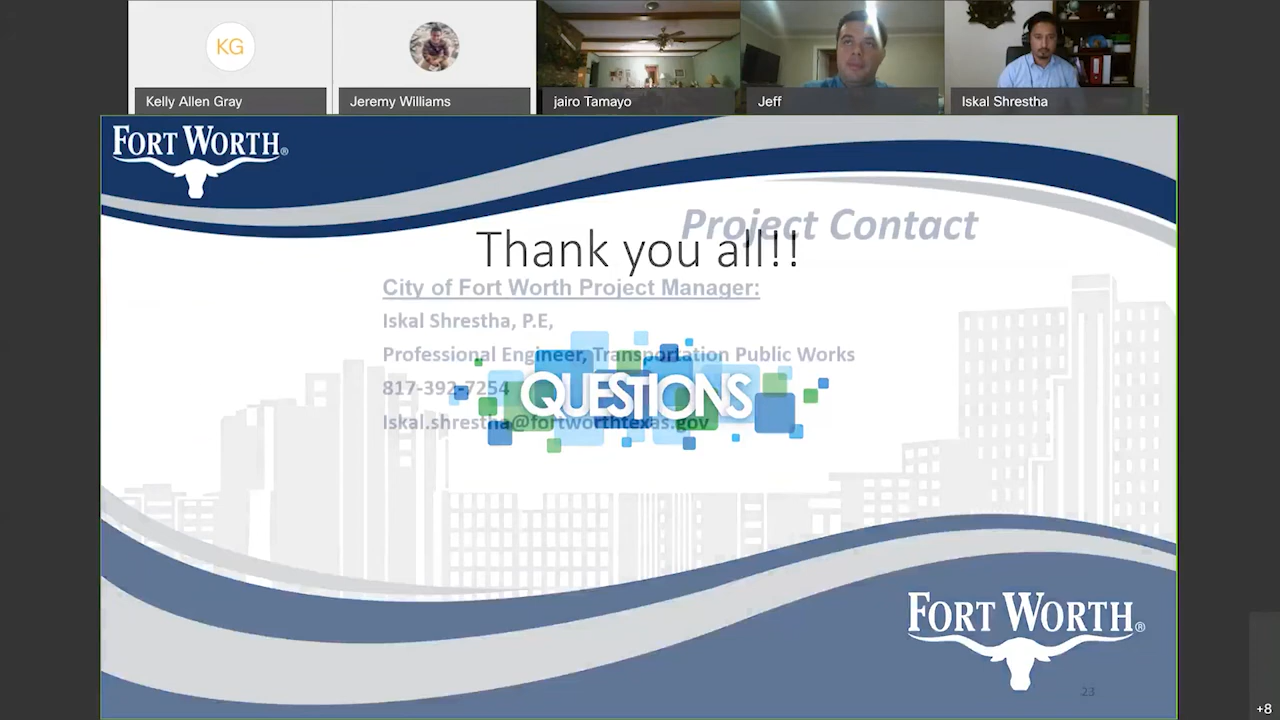 KG
Kelly Allen Gray
Jeremy Williams
jairo Tamayo
Jeff
Iskal Shrestha
FORT WORTH®
Project Contact
Thank you all!!
City of Fort Worth Project Manager:
Iskal Shrestha, P.E,
Professional Engineer, Transportation Public Works
817-392-7254
QUESTIONS
Iskal.shrestha@fortworthtexas.gov
FORT WORTH®
23
+8